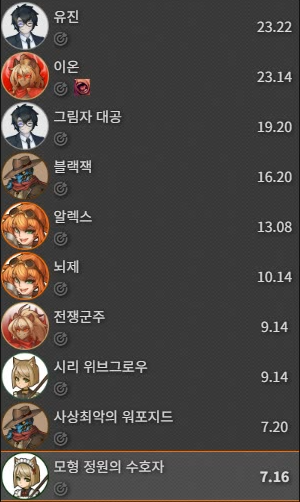 유진
23.22
이온
23.14
그림자 대공
19.20
블랙잭
16.20
알렉스
13.08
뇌제
10.14
전쟁군주
9.14
시리 위브그로우
9.14
사상최악의 워포지드
7.20
모형 정원의 수호자
7.16